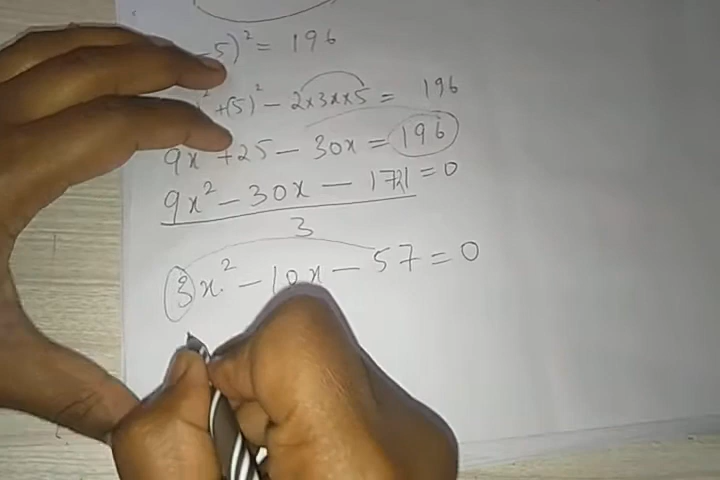 -5)² = 196
² + (5)² - 2×3x×5 = 196
9x + 25 - 30x = 196
9x² - 30x - 171 = 0
3
3x² - 10x - 57 = 0